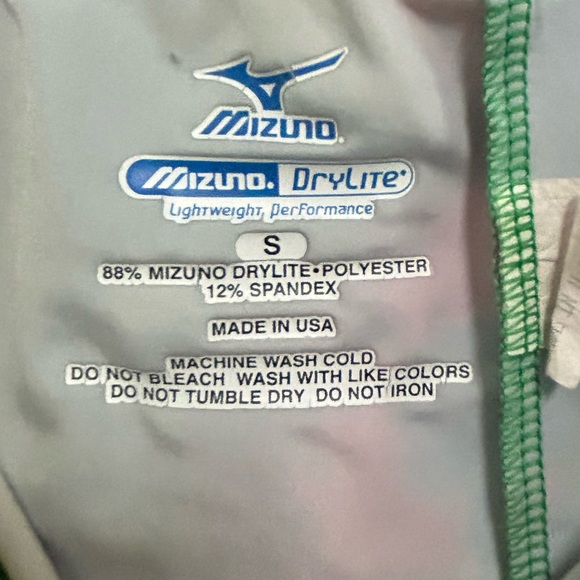 MIZUNO
MIZUNO. DryLite
Lightweight, Performance
S
88% MIZUNO DRYLITE•POLYESTER
12% SPANDEX
MADE IN USA
MACHINE WASH COLD
DO NOT BLEACH WASH WITH LIKE COLORS
DO NOT TUMBLE DRY DO NOT IRON